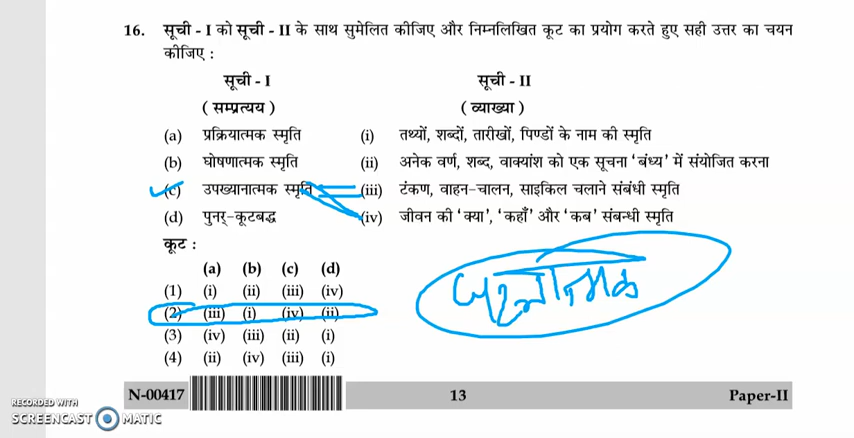 16. सूची - I को सूची - II के साथ सुमेलित कीजिए और निम्नलिखित कूट का प्रयोग करते हुए सही उत्तर का चयन
कीजिए :
सूची - I सूची - II
( सम्प्रत्यय ) ( व्याख्या )
(a) प्रक्रियात्मक स्मृति (i) तथ्यों, शब्दों, तारीखों, पिण्डों के नाम की स्मृति
(b) घोषणात्मक स्मृति (ii) अनेक वर्ण, शब्द, वाक्यांश को एक सूचना ‘बंध्य’ में संयोजित करना
(c) उपख्यानात्मक स्मृति (iii) टंकण, वाहन-चालन, साइकिल चलाने संबंधी स्मृति
(d) पुनर्-कूटबद्ध (iv) जीवन की ‘क्या’, ‘कहाँ’ और ‘कब’ संबन्धी स्मृति
कूट :
(a) (b) (c) (d)
(1) (i) (ii) (iii) (iv)
(2) (iii) (i) (iv) (ii)
(3) (iv) (iii) (ii) (i)
(4) (ii) (iv) (iii) (i)
N-00417 13 Paper-II
RECORDED WITH
SCREENCAST MATIC